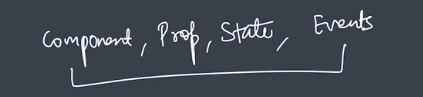 Component, Prop, State, Events